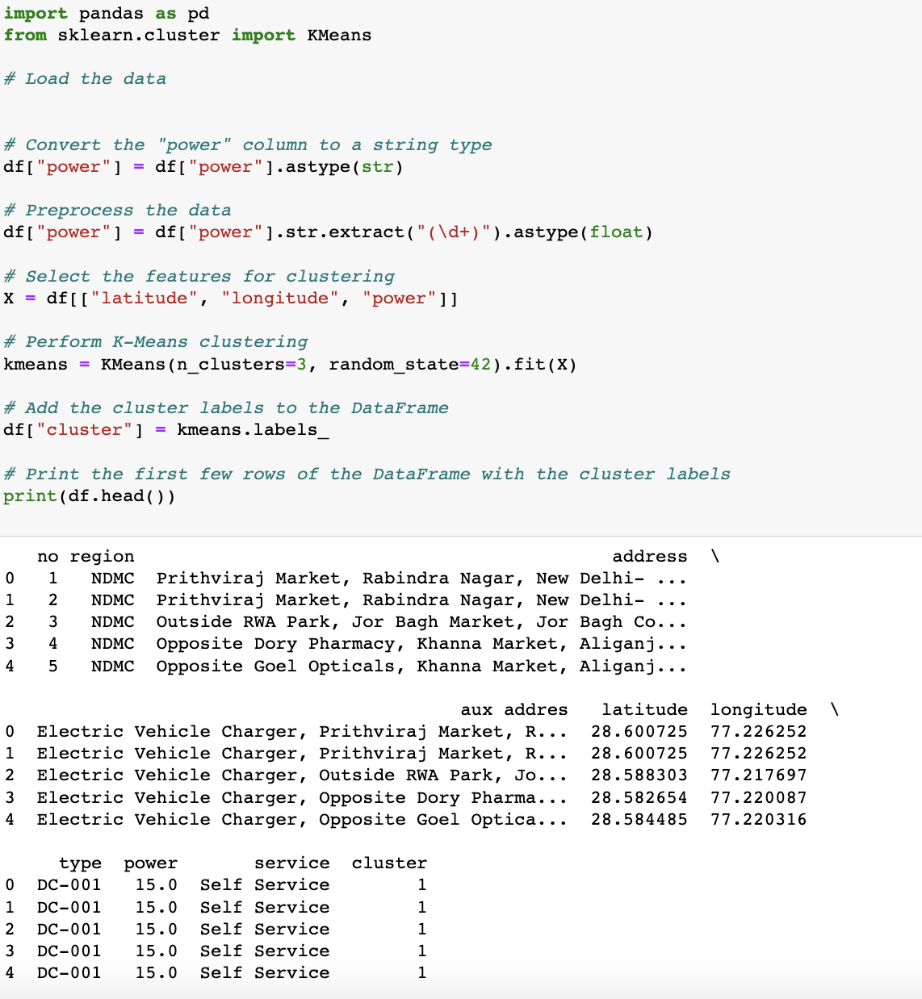 import pandas as pd
from sklearn.cluster import KMeans

# Load the data


# Convert the "power" column to a string type
df["power"] = df["power"].astype(str)

# Preprocess the data
df["power"] = df["power"].str.extract("(\d+)").astype(float)

# Select the features for clustering
X = df[["latitude", "longitude", "power"]]

# Perform K-Means clustering
kmeans = KMeans(n_clusters=3, random_state=42).fit(X)

# Add the cluster labels to the DataFrame
df["cluster"] = kmeans.labels_

# Print the first few rows of the DataFrame with the cluster labels
print(df.head())

   no region                                            address  \
0   1   NDMC  Prithviraj Market, Rabindra Nagar, New Delhi- ...
1   2   NDMC  Prithviraj Market, Rabindra Nagar, New Delhi- ...
2   3   NDMC  Outside RWA Park, Jor Bagh Market, Jor Bagh Co...
3   4   NDMC  Opposite Dory Pharmacy, Khanna Market, Aliganj...
4   5   NDMC  Opposite Goel Opticals, Khanna Market, Aliganj...

                                          aux addres   latitude  longitude  \
0  Electric Vehicle Charger, Prithviraj Market, R...  28.600725  77.226252
1  Electric Vehicle Charger, Prithviraj Market, R...  28.600725  77.226252
2  Electric Vehicle Charger, Outside RWA Park, Jo...  28.588303  77.217697
3  Electric Vehicle Charger, Opposite Dory Pharma...  28.582654  77.220087
4  Electric Vehicle Charger, Opposite Goel Optica...  28.584485  77.220316

     type  power       service  cluster
0  DC-001   15.0  Self Service        1
1  DC-001   15.0  Self Service        1
2  DC-001   15.0  Self Service        1
3  DC-001   15.0  Self Service        1
4  DC-001   15.0  Self Service        1